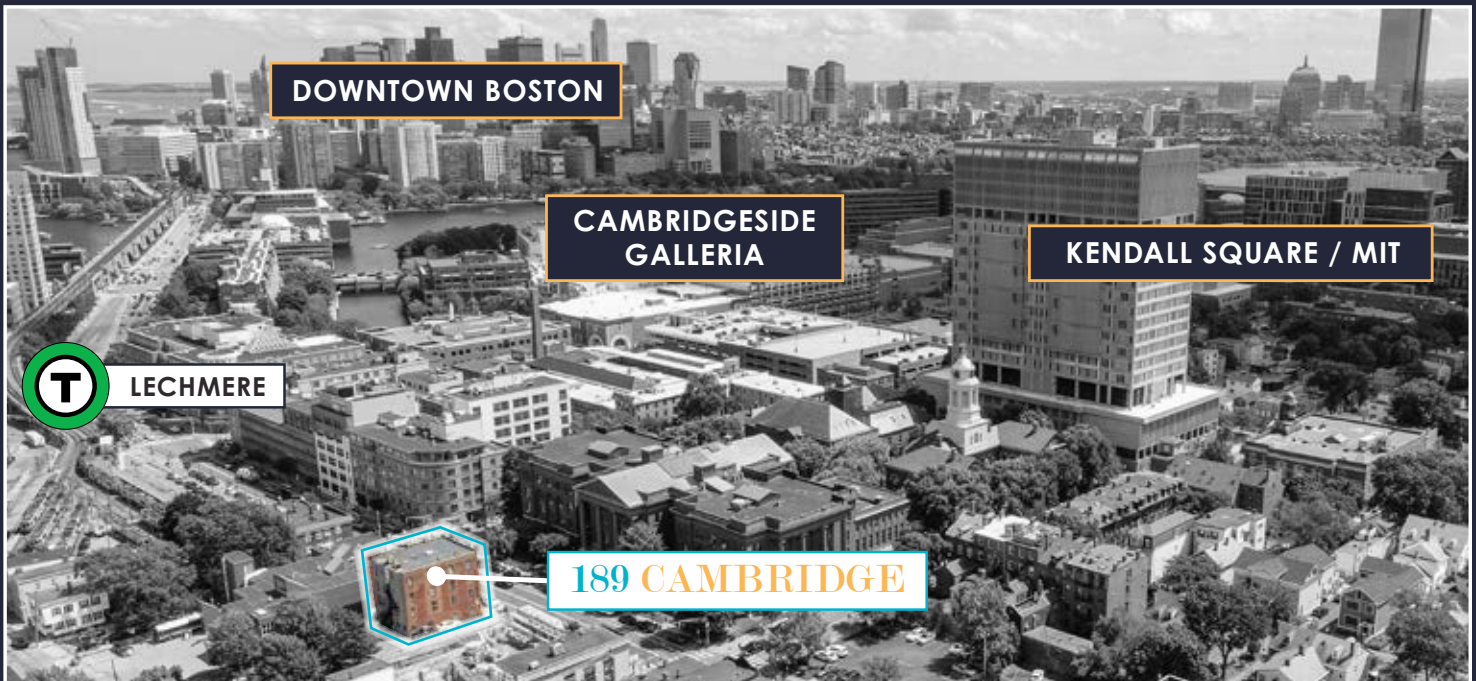 DOWNTOWN BOSTON
CAMBRIDGESIDE
GALLERIA
KENDALL SQUARE / MIT
T LECHMERE
189 CAMBRIDGE